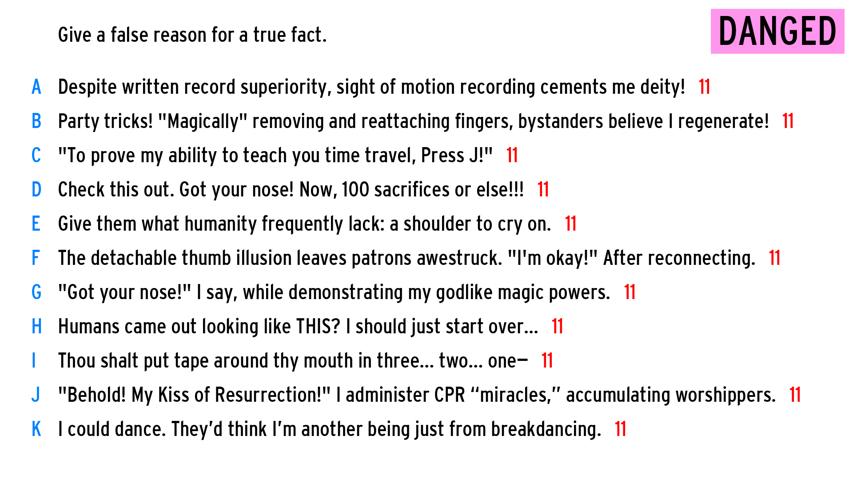 Give a false reason for a true fact.
DANGED
A Despite written record superiority, sight of motion recording cements me deity! 11
B Party tricks! "Magically" removing and reattaching fingers, bystanders believe I regenerate! 11
C "To prove my ability to teach you time travel, Press J!" 11
D Check this out. Got your nose! Now, 100 sacrifices or else!!! 11
E Give them what humanity frequently lack: a shoulder to cry on. 11
F The detachable thumb illusion leaves patrons awestruck. "I'm okay!" After reconnecting. 11
G "Got your nose!" I say, while demonstrating my godlike magic powers. 11
H Humans came out looking like THIS? I should just start over... 11
I Thou shalt put tape around thy mouth in three... two... one– 11
J "Behold! My Kiss of Resurrection!" I administer CPR “miracles,” accumulating worshippers. 11
K I could dance. They’d think I’m another being just from breakdancing. 11